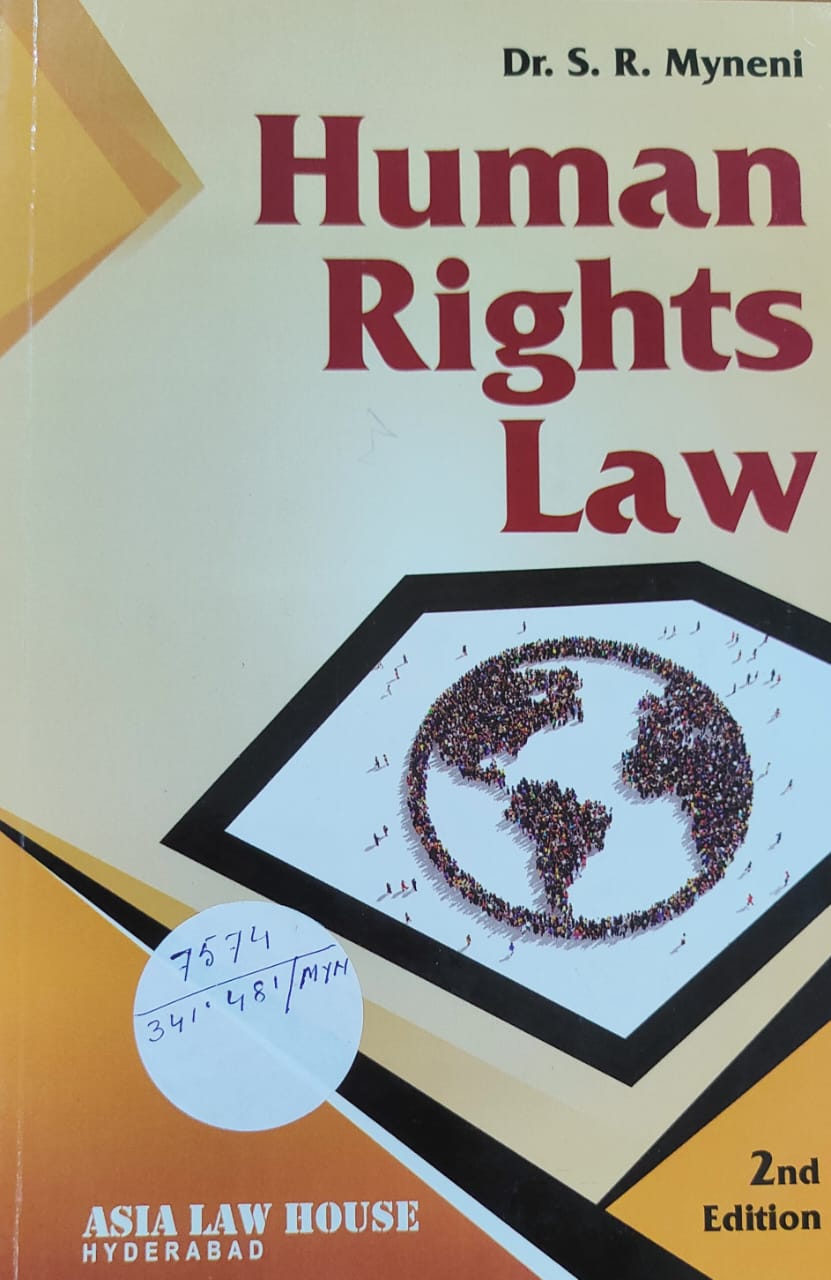 Dr. S. R. Myneni
Human
Rights
Law
7574
341.481/MYN
2nd
Edition
ASIA LAW HOUSE
HYDERABAD